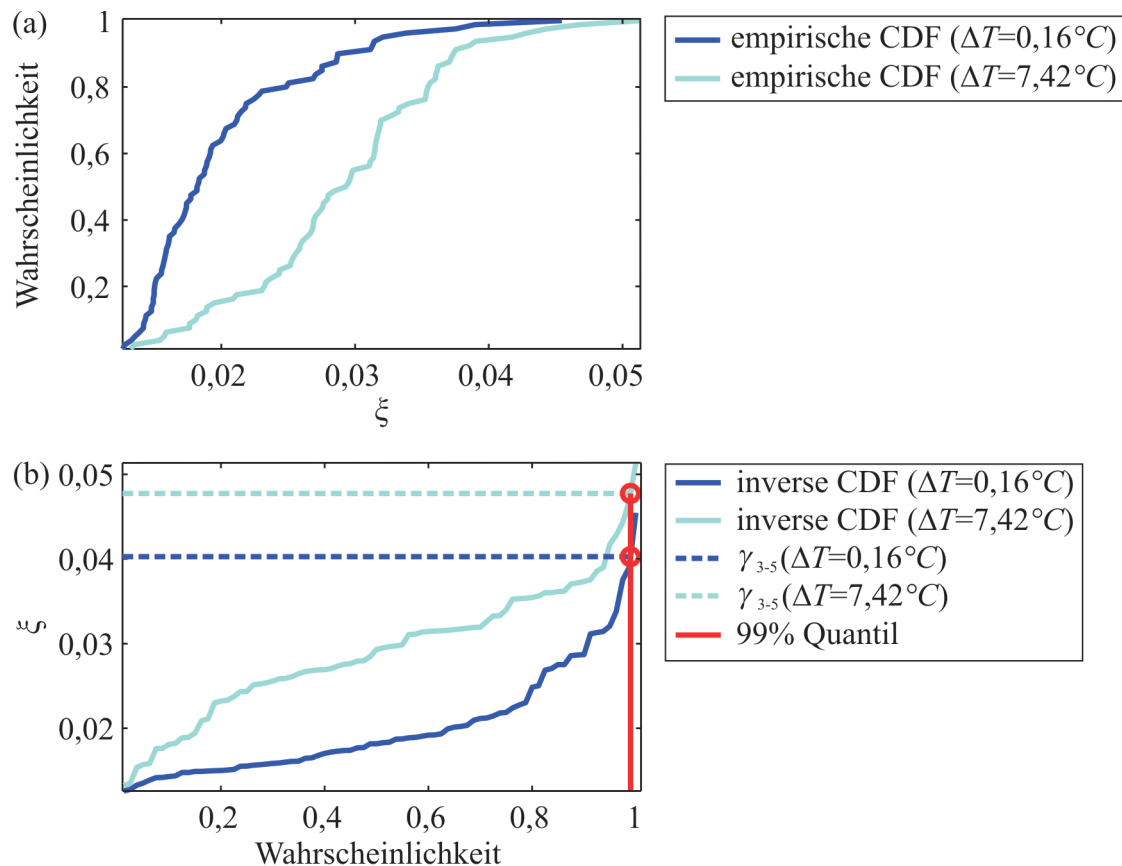 (a)
1
0,8
0,6
0,4
0,2
Wahrscheinlichkeit
0,02 0,03 0,04 0,05
ξ
empirische CDF (ΔT=0,16°C)
empirische CDF (ΔT=7,42°C)
(b)
0,05
0,04
0,03
0,02
ξ
0,2 0,4 0,6 0,8 1
Wahrscheinlichkeit
inverse CDF (ΔT=0,16°C)
inverse CDF (ΔT=7,42°C)
γ₃₋₅(ΔT=0,16°C)
γ₃₋₅(ΔT=7,42°C)
99% Quantil